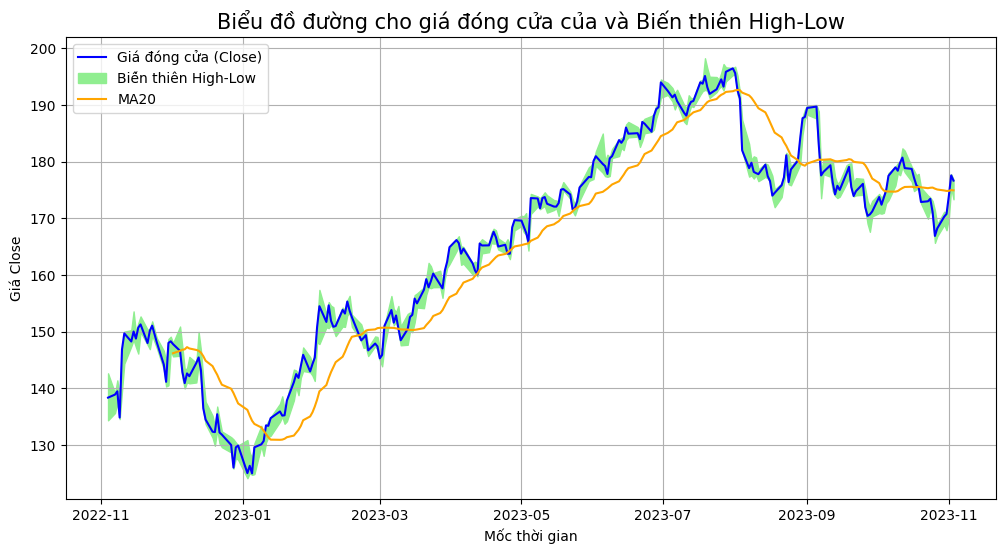 Biểu đồ đường cho giá đóng cửa của và Biến thiên High-Low
Giá đóng cửa (Close)
Biến thiên High-Low
MA20
Giá Close
200
190
180
170
160
150
140
130
2022-11
2023-01
2023-03
2023-05
2023-07
2023-09
2023-11
Mốc thời gian